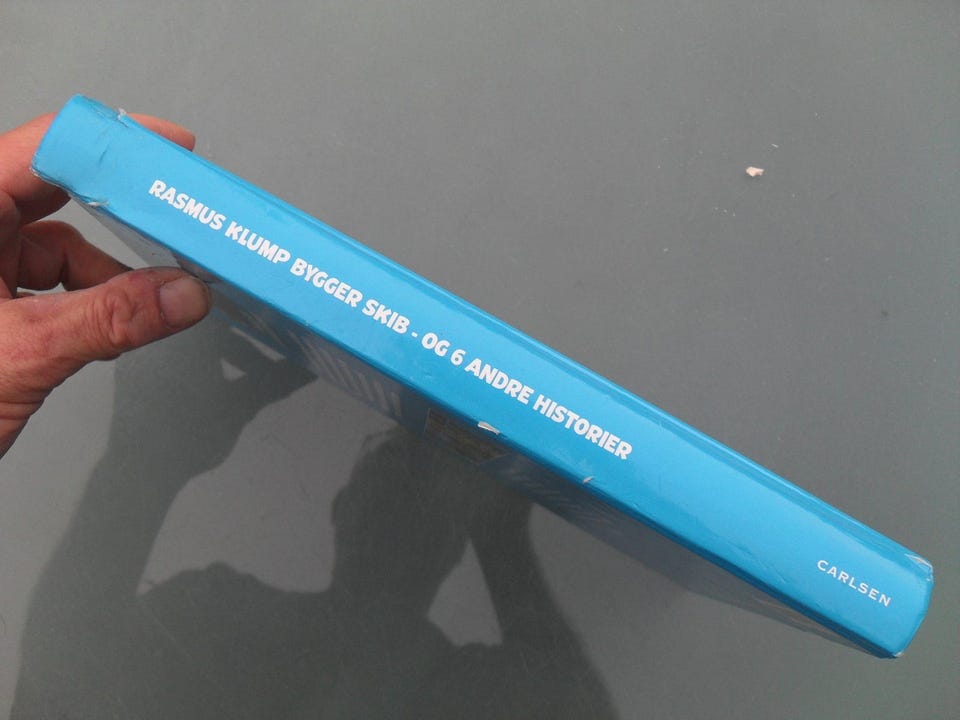 RASMUS KLUMP BYGGER SKIB - OG 6 ANDRE HISTORIER
CARLSEN